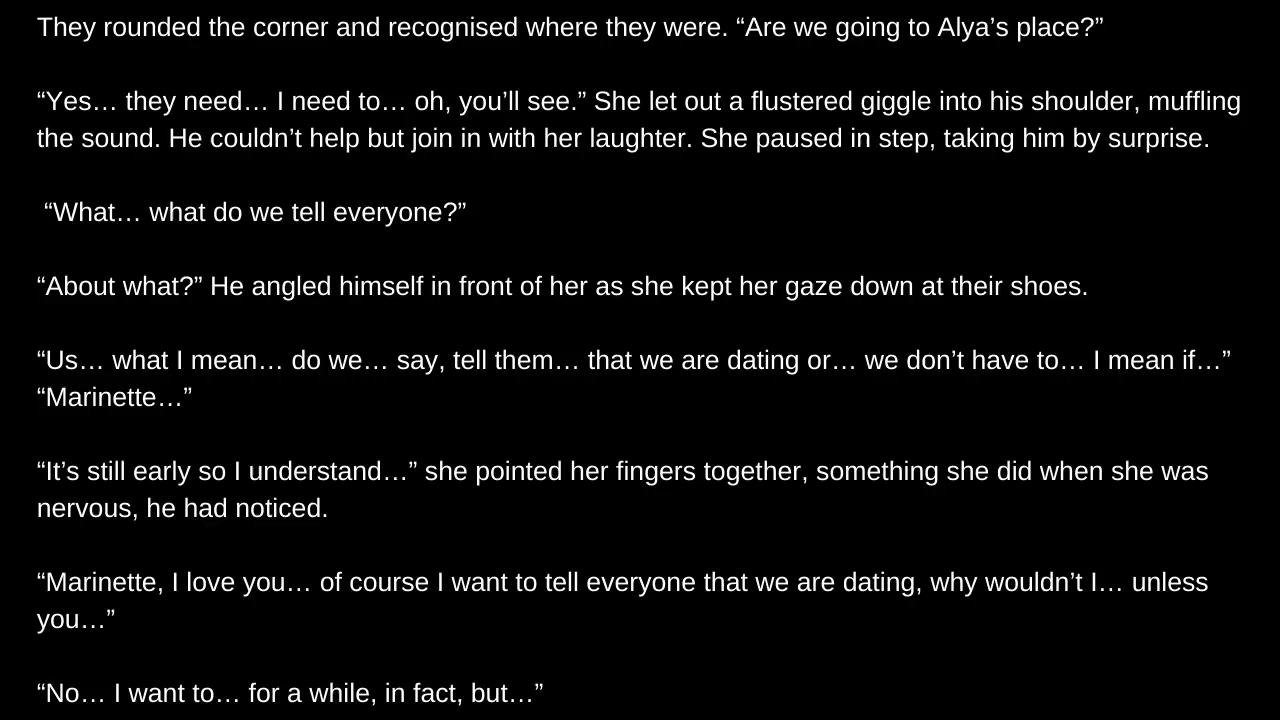 They rounded the corner and recognised where they were. “Are we going to Alya’s place?”
“Yes… they need… I need to… oh, you’ll see.” She let out a flustered giggle into his shoulder, muffling
the sound. He couldn’t help but join in with her laughter. She paused in step, taking him by surprise.
“What… what do we tell everyone?”
“About what?” He angled himself in front of her as she kept her gaze down at their shoes.
“Us… what I mean… do we… say, tell them… that we are dating or… we don’t have to… I mean if…”
“Marinette…”
“It’s still early so I understand…” she pointed her fingers together, something she did when she was
nervous, he had noticed.
“Marinette, I love you… of course I want to tell everyone that we are dating, why wouldn’t I… unless
you…”
“No… I want to… for a while, in fact, but…”